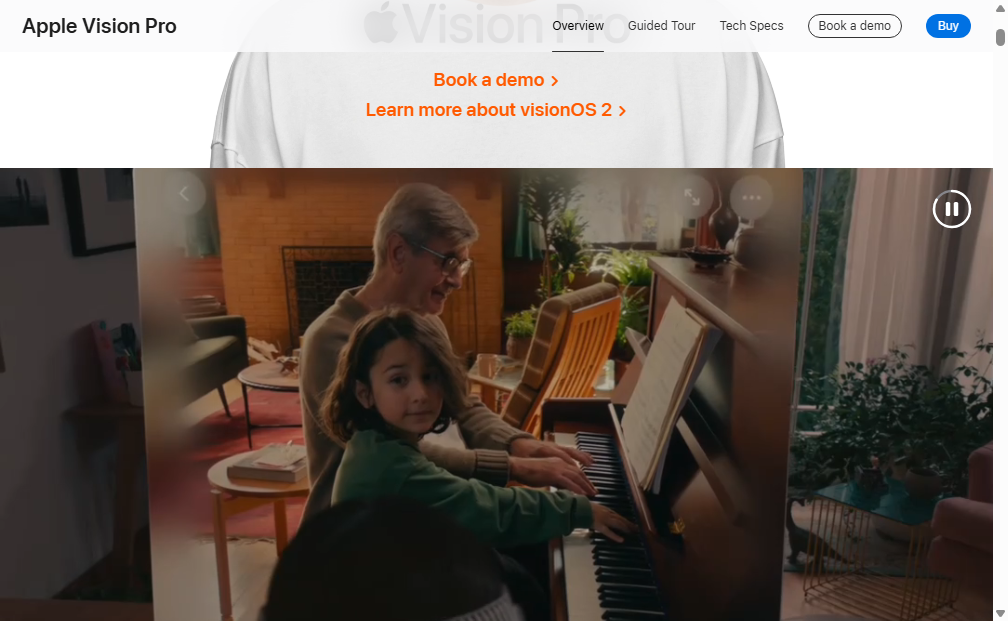 Apple Vision Pro
Vision Pro
Overview
Guided Tour
Tech Specs
Book a demo
Buy
Book a demo >
Learn more about visionOS 2 >